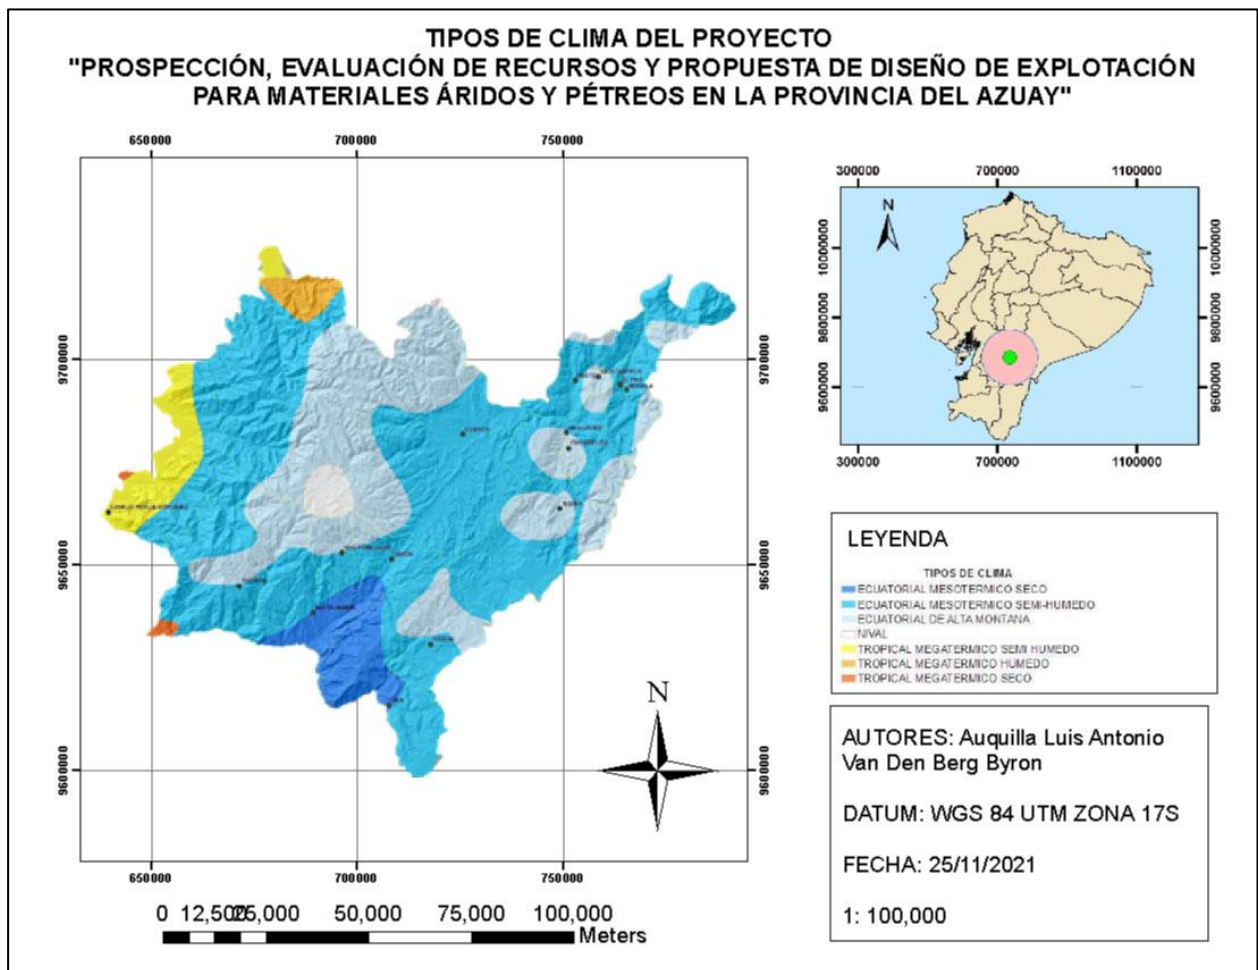 TIPOS DE CLIMA DEL PROYECTO
"PROSPECCIÓN, EVALUACIÓN DE RECURSOS Y PROPUESTA DE DISEÑO DE EXPLOTACIÓN
PARA MATERIALES ÁRIDOS Y PÉTREOS EN LA PROVINCIA DEL AZUAY"
650000 700000 750000
9700000 9700000
9650000 9650000
9600000 9600000
CUENCA
650000 700000 750000
N
0 12,500 25,000 50,000 75,000 100,000
Meters
300000 700000 1100000
N
10000000 10000000
9800000 9800000
9600000 9600000
300000 700000 1100000
LEYENDA
TIPOS DE CLIMA
ECUATORIAL MESOTERMICO SECO
ECUATORIAL MESOTERMICO SEMI-HUMEDO
ECUATORIAL DE ALTA MONTANA
NIVAL
TROPICAL MEGATERMICO SEMI HUMEDO
TROPICAL MEGATERMICO HUMEDO
TROPICAL MEGATERMICO SECO
AUTORES: Auquilla Luis Antonio
Van Den Berg Byron
DATUM: WGS 84 UTM ZONA 17S
FECHA: 25/11/2021
1: 100,000